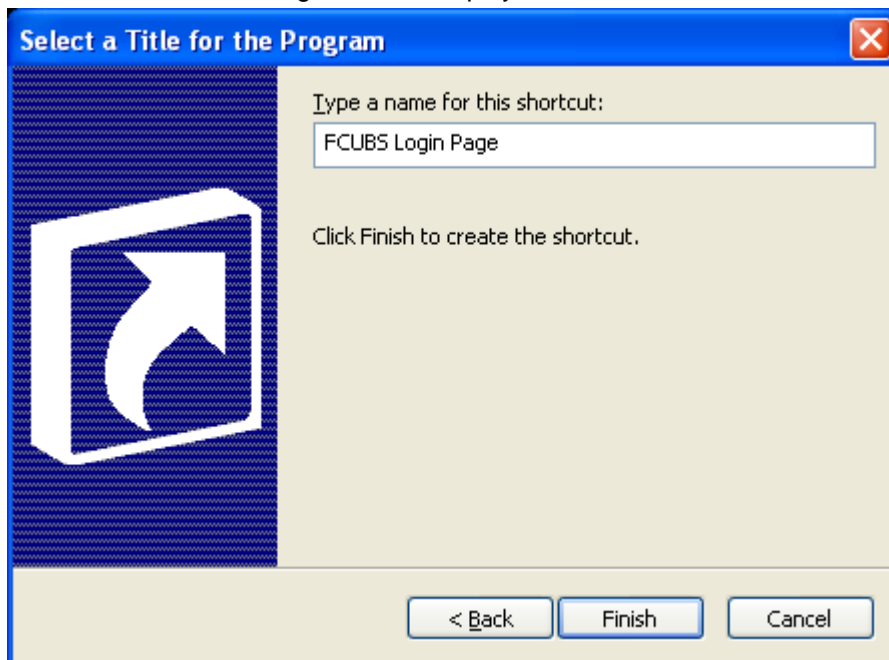 Select a Title for the Program
Type a name for this shortcut:
FCUBS Login Page
Click Finish to create the shortcut.
< Back Finish Cancel